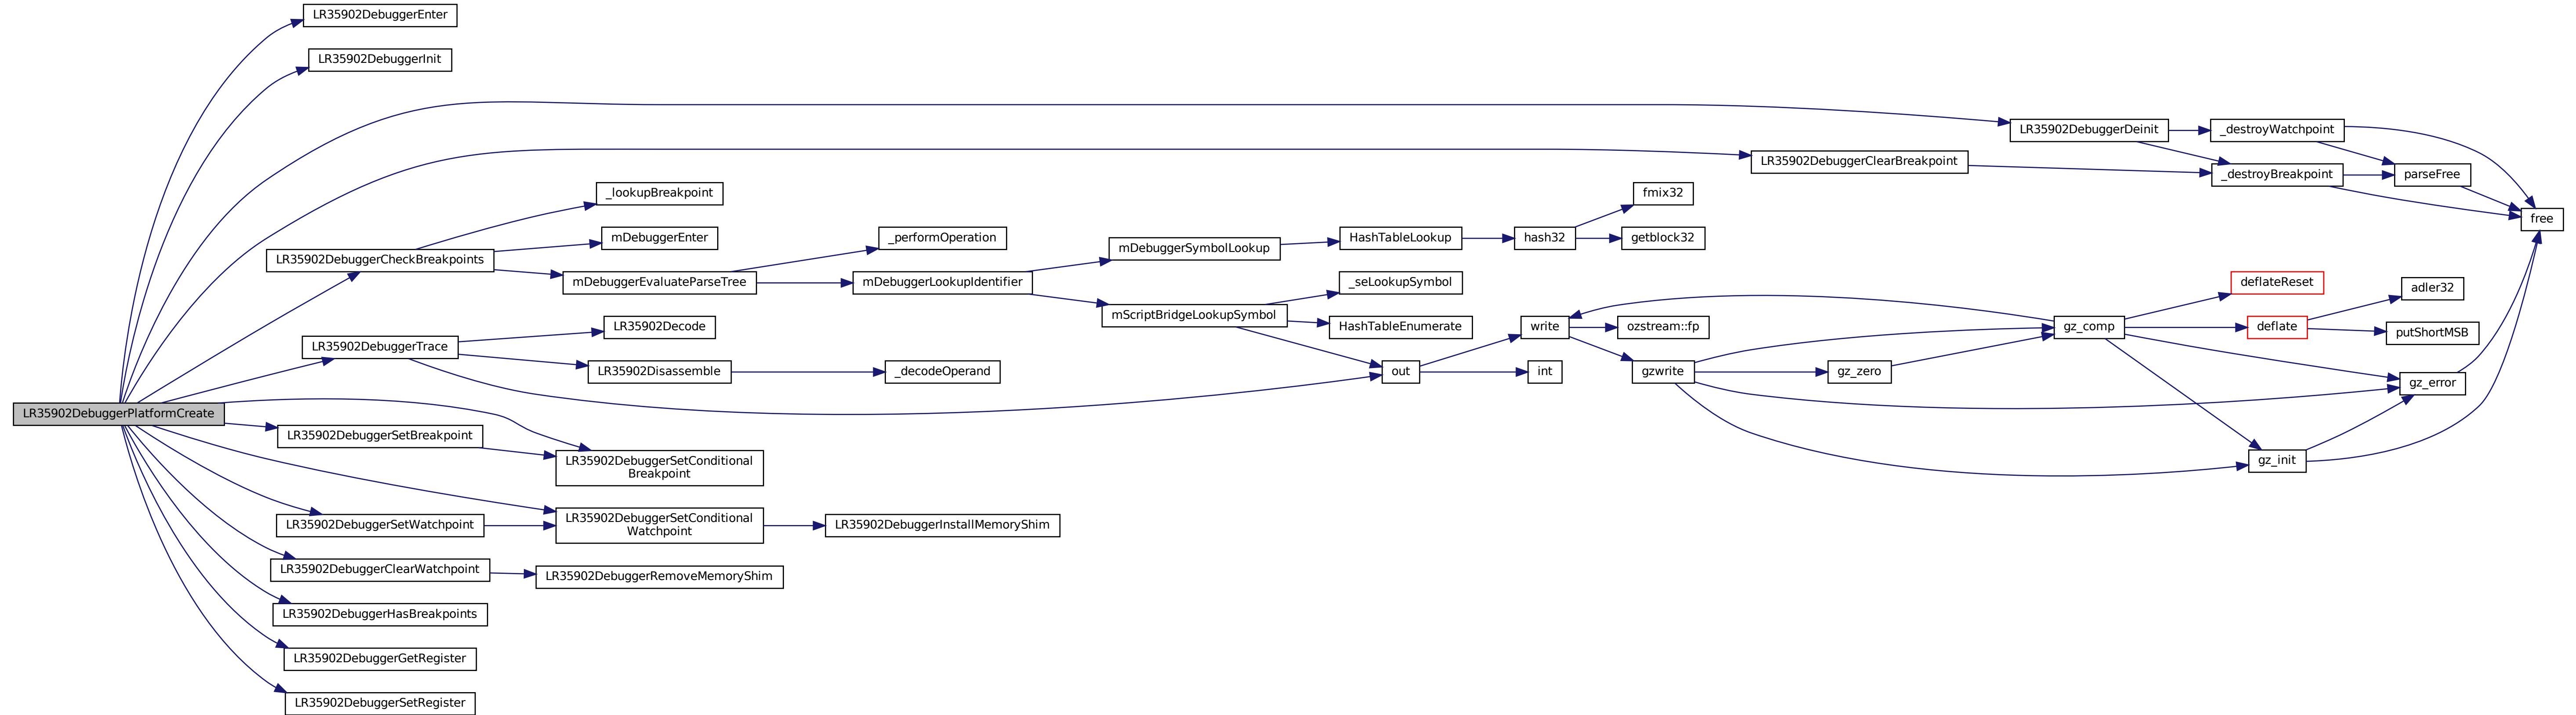 LR35902DebuggerEnter
LR35902DebuggerInit
LR35902DebuggerDeinit
_destroyWatchpoint
LR35902DebuggerClearBreakpoint
_destroyBreakpoint
parseFree
free
_lookupBreakpoint
fmix32
LR35902DebuggerCheckBreakpoints
mDebuggerEnter
_performOperation
mDebuggerSymbolLookup
HashTableLookup
hash32
getblock32
mDebuggerEvaluateParseTree
mDebuggerLookupIdentifier
_seLookupSymbol
deflateReset
adler32
mScriptBridgeLookupSymbol
HashTableEnumerate
write
ozstream::fp
gz_comp
deflate
putShortMSB
LR35902DebuggerTrace
LR35902Decode
LR35902Disassemble
_decodeOperand
out
int
gzwrite
gz_zero
gz_error
LR35902DebuggerPlatformCreate
LR35902DebuggerSetBreakpoint
LR35902DebuggerSetConditional
Breakpoint
gz_init
LR35902DebuggerSetWatchpoint
LR35902DebuggerSetConditional
Watchpoint
LR35902DebuggerInstallMemoryShim
LR35902DebuggerClearWatchpoint
LR35902DebuggerRemoveMemoryShim
LR35902DebuggerHasBreakpoints
LR35902DebuggerGetRegister
LR35902DebuggerSetRegister